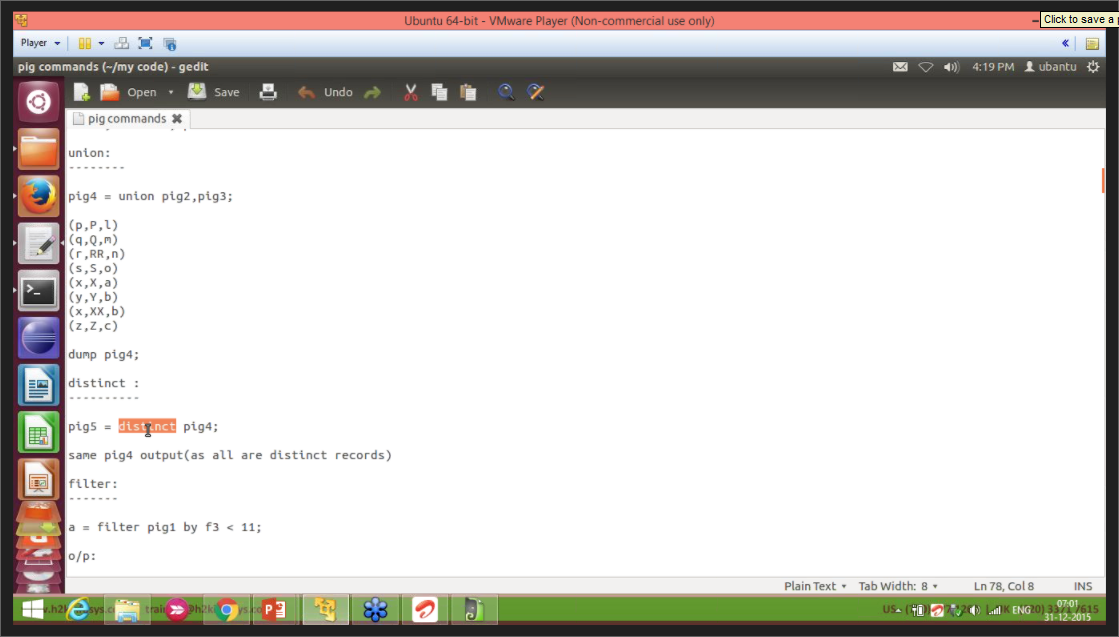 Ubuntu 64-bit - VMware Player (Non-commercial use only)
Click to save a
Player
pig commands (~/my code) - gedit
4:19 PM ubantu
Open Save Undo
pig commands
union:
--------
pig4 = union pig2,pig3;
(p,P,l)
(q,Q,m)
(r,RR,n)
(s,S,o)
(x,X,a)
(y,Y,b)
(x,XX,b)
(z,Z,c)
dump pig4;
distinct :
----------
pig5 = distinct pig4;
same pig4 output(as all are distinct records)
filter:
-------
a = filter pig1 by f3 < 11;
o/p:
Plain Text Tab Width: 8 Ln 78, Col 8 INS
ENG
07:01
31-12-2015